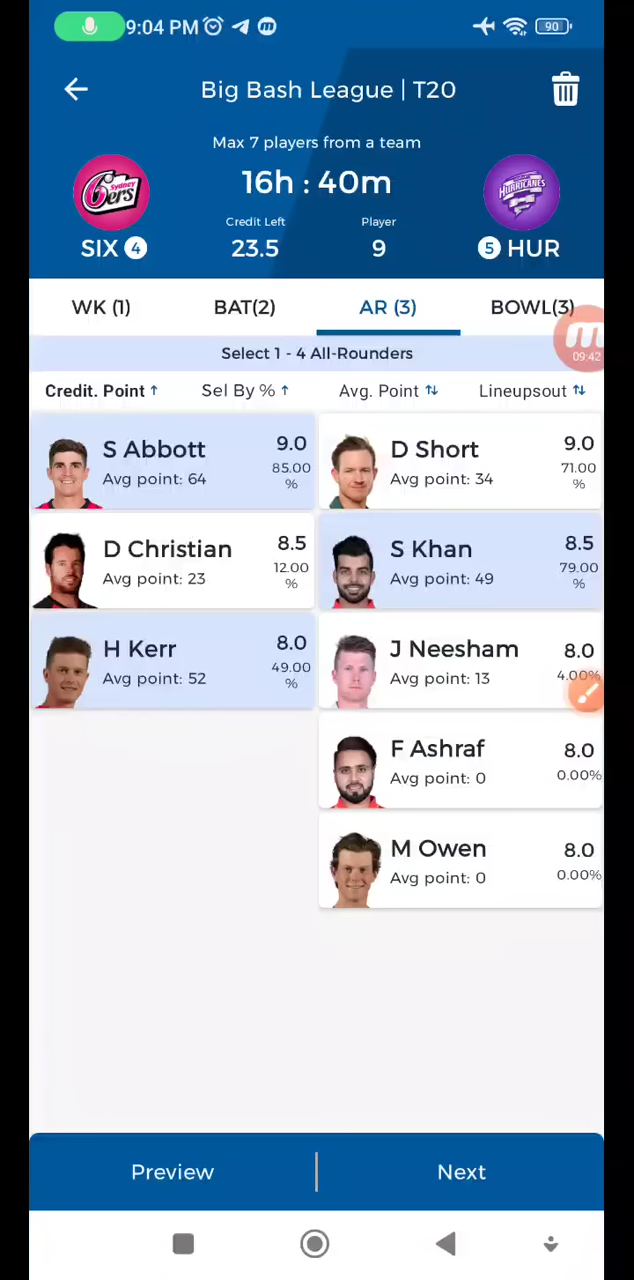 9:04 PM
90
Big Bash League | T20
Max 7 players from a team
Sydney 6ers
16h : 40m
HURRICANES
Credit Left
Player
SIX 4
23.5
9
5 HUR
WK (1)
BAT(2)
AR (3)
BOWL(3)
09:42
Select 1 - 4 All-Rounders
Credit. Point ↑
Sel By % ↑
Avg. Point ↑↓
Lineupsout ↑↓
S Abbott
9.0
Avg point: 64
85.00
%
D Short
9.0
Avg point: 34
71.00
%
D Christian
8.5
Avg point: 23
12.00
%
S Khan
8.5
Avg point: 49
79.00
%
H Kerr
8.0
Avg point: 52
49.00
%
J Neesham
8.0
Avg point: 13
4.00%
F Ashraf
8.0
Avg point: 0
0.00%
M Owen
8.0
Avg point: 0
0.00%
Preview
Next